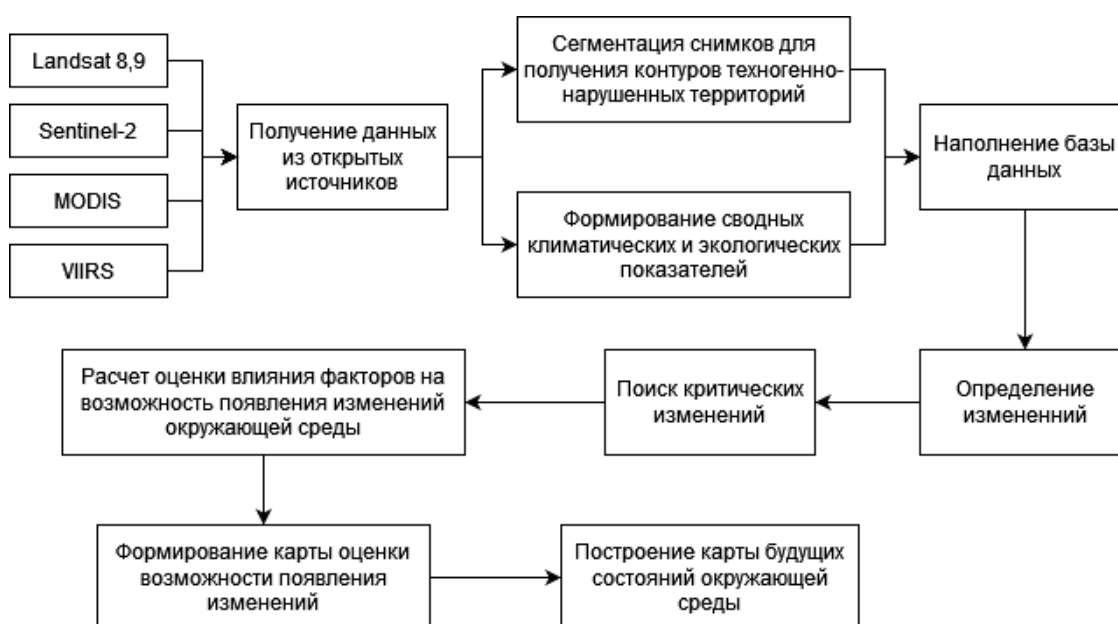 Landsat 8,9
Sentinel-2
MODIS
VIIRS
Получение данных
из открытых
источников
Сегментация снимков для
получения контуров техногенно-
нарушенных территорий
Формирование сводных
климатических и экологических
показателей
Наполнение базы
данных
Определение
измененний
Поиск критических
изменений
Расчет оценки влияния факторов на
возможность появления изменений
окружающей среды
Формирование карты оценки
возможности появления
изменений
Построение карты будущих
состояний окружающей
среды